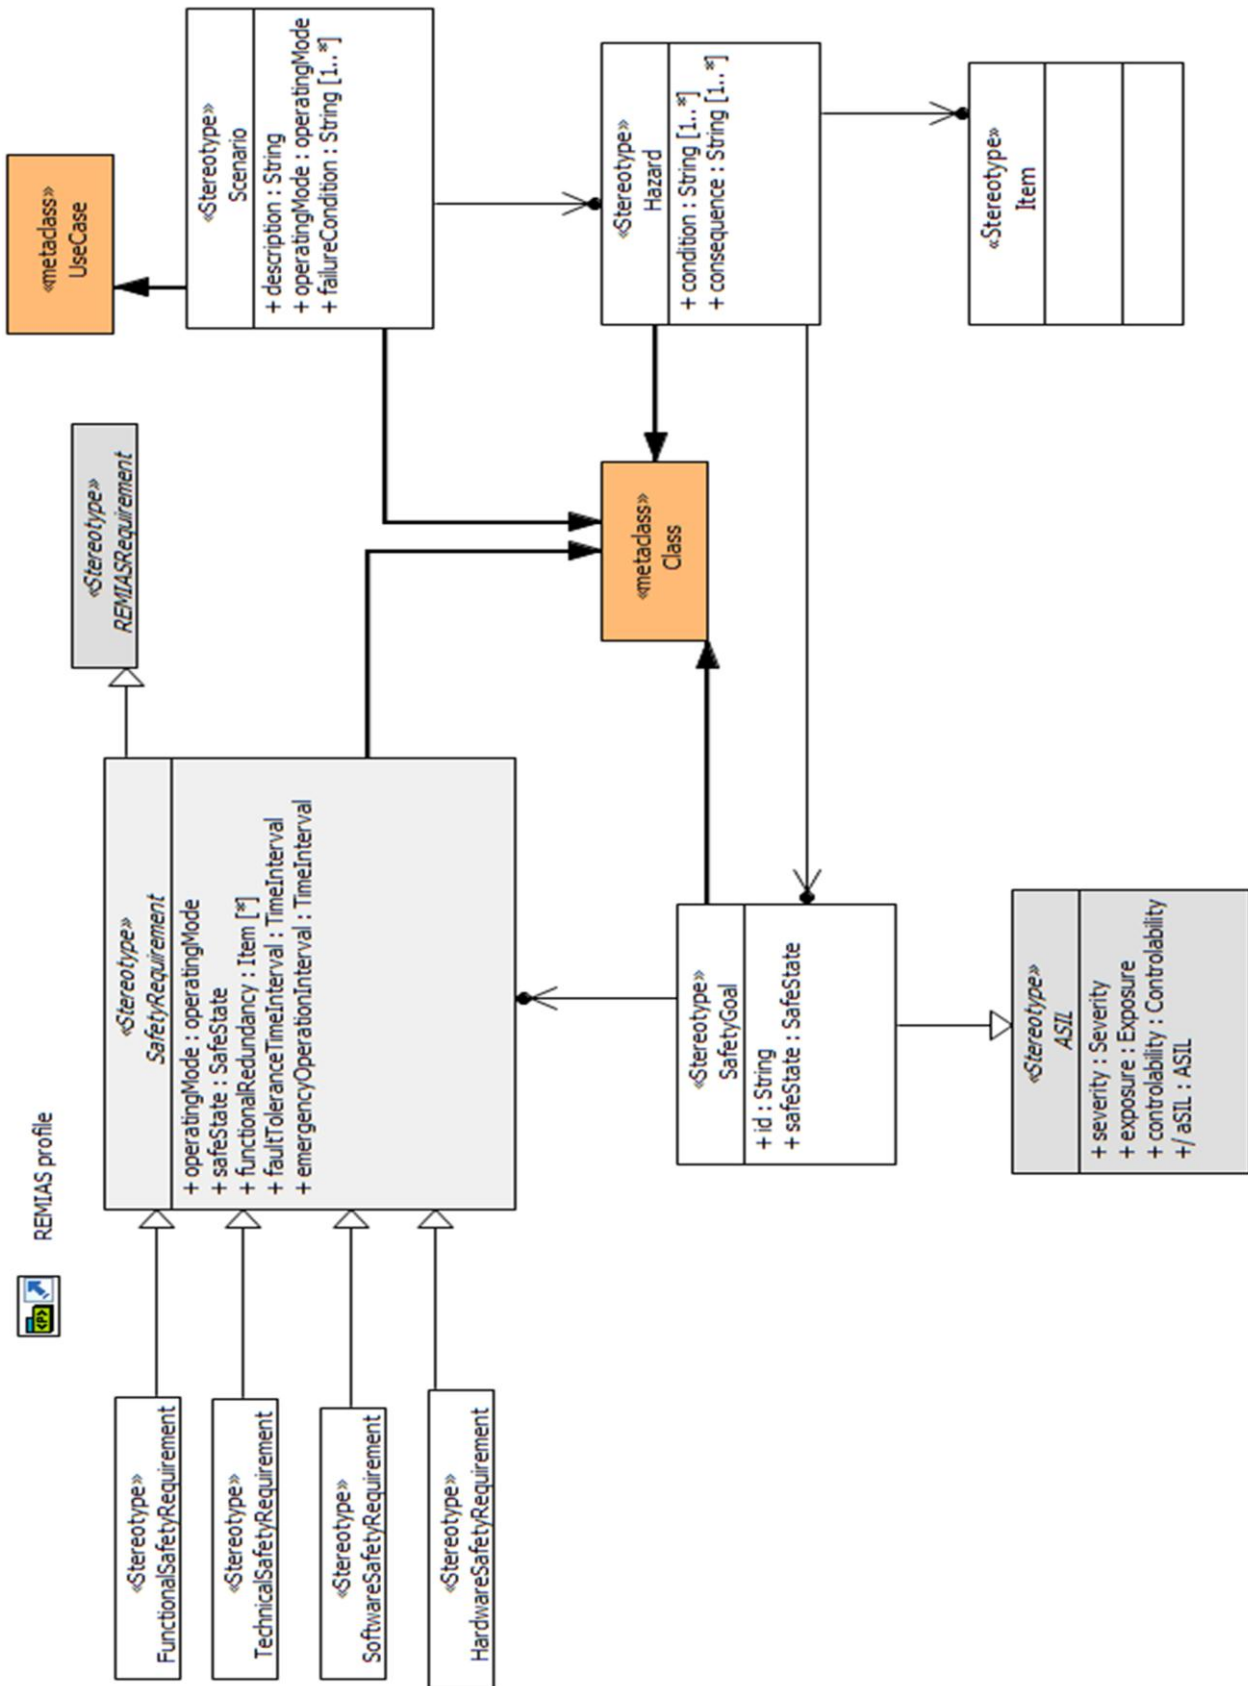 REMIAS profile
«Stereotype»
FunctionalSafetyRequirement
«Stereotype»
TechnicalSafetyRequirement
«Stereotype»
SoftwareSafetyRequirement
«Stereotype»
HardwareSafetyRequirement
«Stereotype»
SafetyRequirement
+ operatingMode : operatingMode
+ safeState : SafeState
+ functionalRedundancy : Item [*]
+ faultToleranceTimeInterval : TimeInterval
+ emergencyOperationInterval : TimeInterval
«Stereotype»
REMIASRequirement
«metaclass»
UseCase
«Stereotype»
Scenario
+ description : String
+ operatingMode : operatingMode
+ failureCondition : String [1..*]
«metaclass»
Class
«Stereotype»
Hazard
+ condition : String [1..*]
+ consequence : String [1..*]
«Stereotype»
SafetyGoal
+ id : String
+ safeState : SafeState
«Stereotype»
ASIL
+ severity : Severity
+ exposure : Exposure
+ controlability : Controlability
+/ aSIL : ASIL
«Stereotype»
Item
«P»